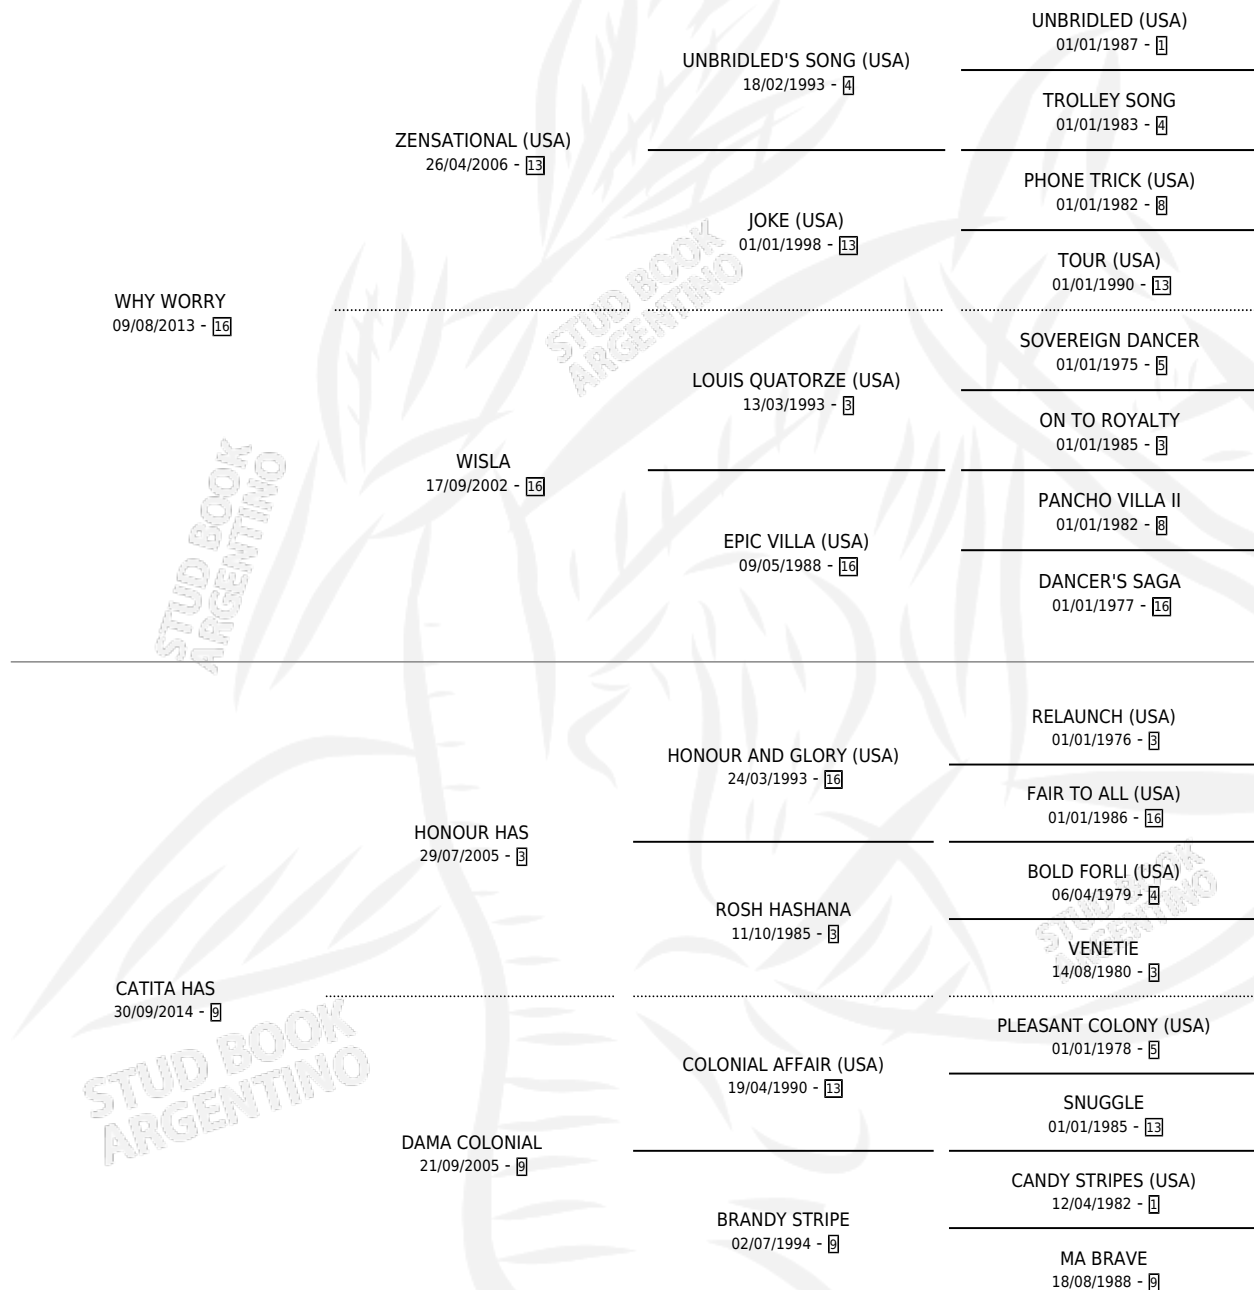 UNBRIDLED (USA)
01/01/1987 - 1
UNBRIDLED'S SONG (USA)
18/02/1993 - 4
TROLLEY SONG
01/01/1983 - 4
ZENSATIONAL (USA)
26/04/2006 - 13
PHONE TRICK (USA)
01/01/1982 - 8
JOKE (USA)
01/01/1998 - 13
TOUR (USA)
01/01/1990 - 13
WHY WORRY
09/08/2013 - 16
SOVEREIGN DANCER
01/01/1975 - 5
LOUIS QUATORZE (USA)
13/03/1993 - 3
ON TO ROYALTY
01/01/1985 - 3
WISLA
17/09/2002 - 16
PANCHO VILLA II
01/01/1982 - 8
EPIC VILLA (USA)
09/05/1988 - 16
DANCER'S SAGA
01/01/1977 - 16
RELAUNCH (USA)
01/01/1976 - 3
HONOUR AND GLORY (USA)
24/03/1993 - 16
FAIR TO ALL (USA)
01/01/1986 - 16
HONOUR HAS
29/07/2005 - 3
BOLD FORLI (USA)
06/04/1979 - 4
ROSH HASHANA
11/10/1985 - 3
VENETIE
14/08/1980 - 3
CATITA HAS
30/09/2014 - 9
PLEASANT COLONY (USA)
01/01/1978 - 5
COLONIAL AFFAIR (USA)
19/04/1990 - 13
SNUGGLE
01/01/1985 - 13
DAMA COLONIAL
21/09/2005 - 9
CANDY STRIPES (USA)
12/04/1982 - 1
BRANDY STRIPE
02/07/1994 - 9
MA BRAVE
18/08/1988 - 9
STUD BOOK
ARGENTINO
STUD BOOK
ARGENTINO
STUD BOOK
ARGENTINO
STUD BOOK
ARGENTINO